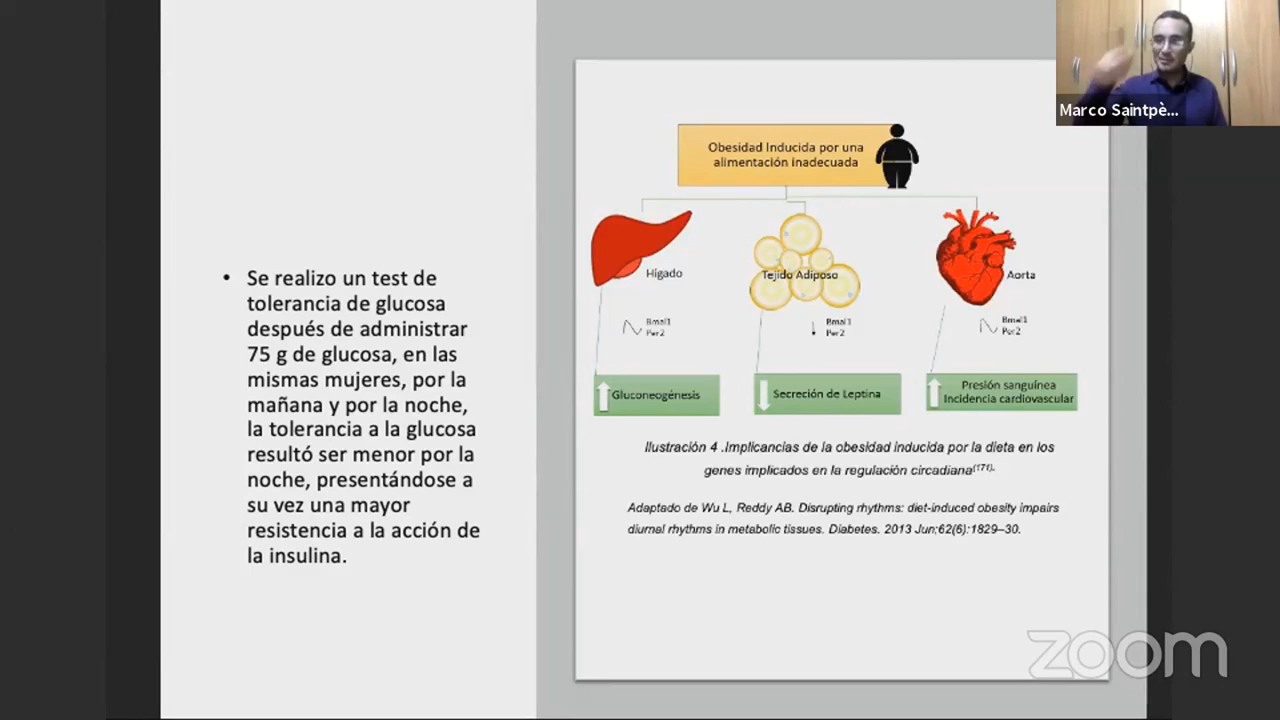 Marco Saintpè...
• Se realizo un test de
tolerancia de glucosa
después de administrar
75 g de glucosa, en las
mismas mujeres, por la
mañana y por la noche,
la tolerancia a la glucosa
resultó ser menor por la
noche, presentándose a
su vez una mayor
resistencia a la acción de
la insulina.
Obesidad Inducida por una
alimentación inadecuada
Hígado
Tejido Adiposo
Aorta
Bmal1
Per2
Bmal1
Per2
Bmal1
Per2
Gluconeogénesis
Secreción de Leptina
Presión sanguínea
Incidencia cardiovascular
Ilustración 4 .Implicancias de la obesidad inducida por la dieta en los
genes implicados en la regulación circadiana(171).
Adaptado de Wu L, Reddy AB. Disrupting rhythms: diet-induced obesity impairs
diurnal rhythms in metabolic tissues. Diabetes. 2013 Jun;62(6):1829–30.
zoom